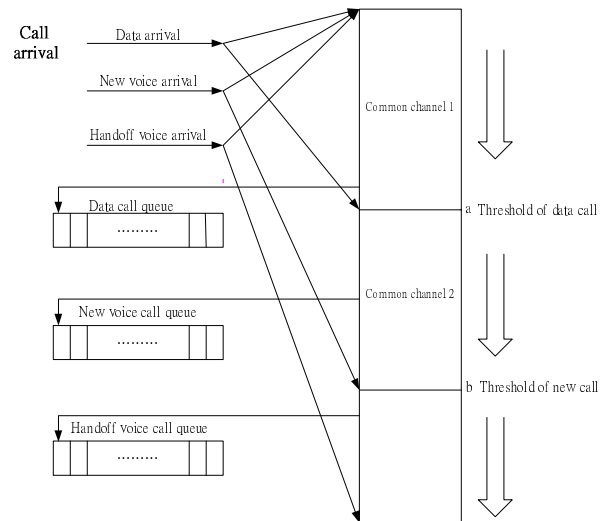 Call
arrival
Data arrival
New voice arrival
Handoff voice arrival
Common channel 1
Data call queue
.........
a Threshold of data call
Common channel 2
New voice call queue
.........
b Threshold of new call
Handoff voice call queue
.........